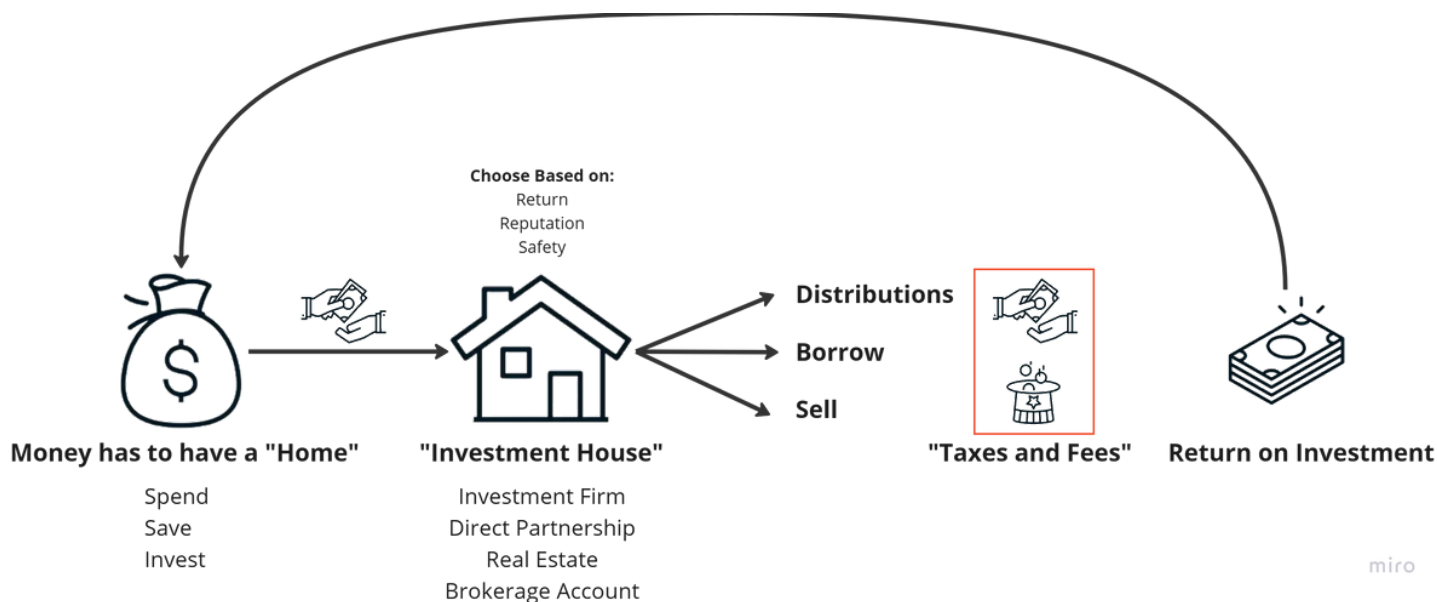 Choose Based on:
Return
Reputation
Safety
$
Distributions
Borrow
Sell
Money has to have a "Home"
Spend
Save
Invest
"Investment House"
Investment Firm
Direct Partnership
Real Estate
Brokerage Account
"Taxes and Fees"
Return on Investment
miro